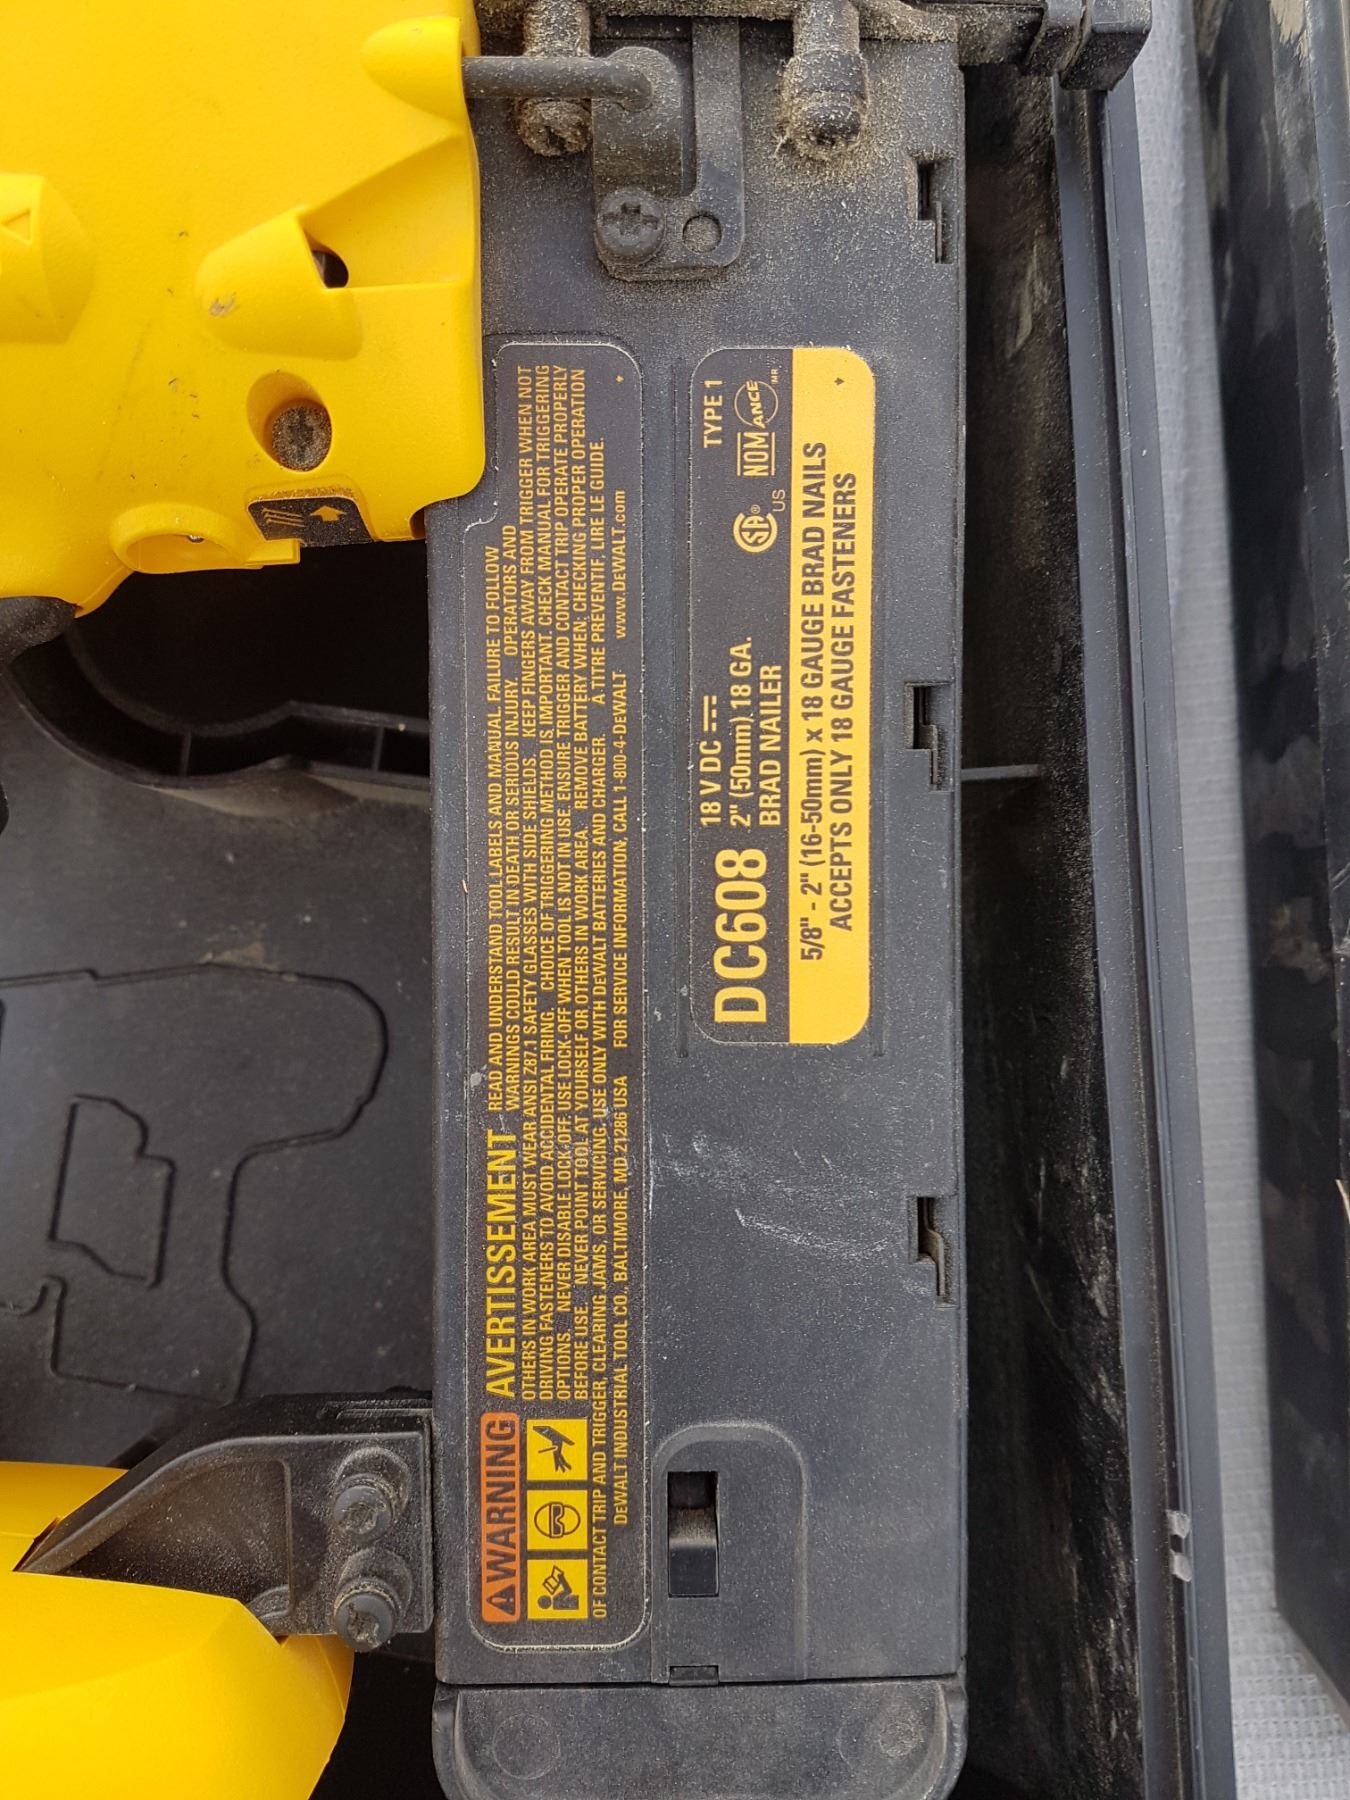 WARNING
AVERTISSEMENT READ AND UNDERSTAND TOOL LABELS AND MANUAL. FAILURE TO FOLLOW
WARNINGS COULD RESULT IN DEATH OR SERIOUS INJURY. OPERATORS AND
OTHERS IN WORK AREA MUST WEAR ANSI Z87.1 SAFETY GLASSES WITH SIDE SHIELDS. KEEP FINGERS AWAY FROM TRIGGER WHEN NOT
DRIVING FASTENERS TO AVOID ACCIDENTAL FIRING. CHOICE OF TRIGGERING METHOD IS IMPORTANT. CHECK MANUAL FOR TRIGGERING
OPTIONS. NEVER DISABLE LOCK-OFF. USE LOCK-OFF WHEN TOOL IS NOT IN USE. ENSURE TRIGGER AND CONTACT TRIP OPERATE PROPERLY
BEFORE USE. NEVER POINT TOOL AT YOURSELF OR OTHERS IN WORK AREA. REMOVE BATTERY WHEN: CHECKING PROPER OPERATION
OF CONTACT TRIP AND TRIGGER, CLEARING JAMS, OR SERVICING. USE ONLY WITH DEWALT BATTERIES AND CHARGER. A TITRE PREVENTIF, LIRE LE GUIDE.
DEWALT INDUSTRIAL TOOL CO., BALTIMORE, MD 21286 USA FOR SERVICE INFORMATION, CALL 1-800-4-DEWALT www.DEWALT.com
DC608 18 V DC TYPE 1
2" (50mm) 18 GA.
BRAD NAILER
SA® US NOM ANCE MR
5/8" - 2" (16-50mm) x 18 GAUGE BRAD NAILS
ACCEPTS ONLY 18 GAUGE FASTENERS